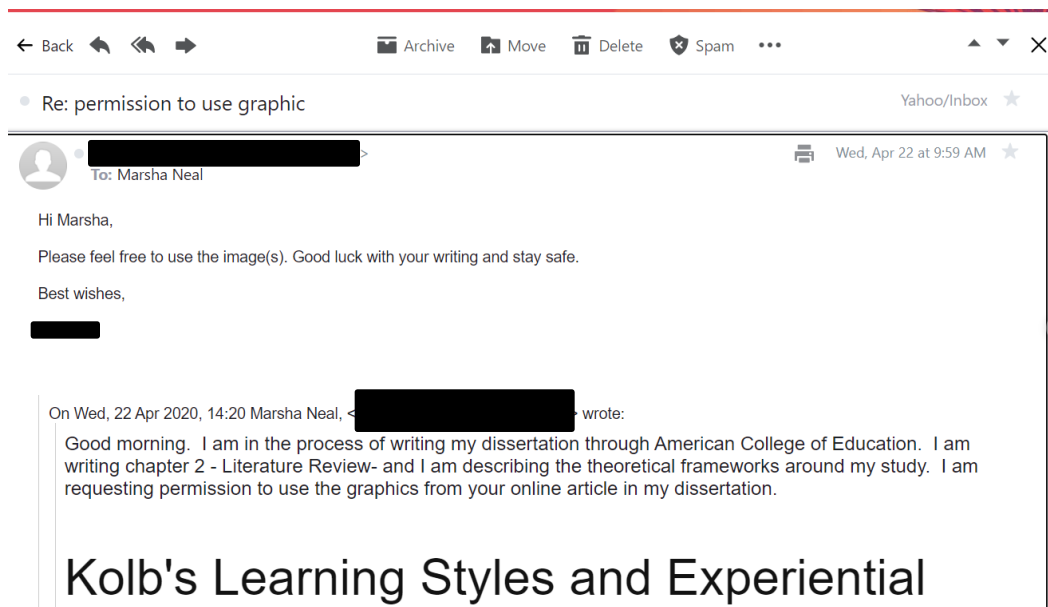 Back
Archive
Move
Delete
Spam
Re: permission to use graphic
Yahoo/Inbox
>
Wed, Apr 22 at 9:59 AM
To: Marsha Neal
Hi Marsha,
Please feel free to use the image(s). Good luck with your writing and stay safe.
Best wishes,
On Wed, 22 Apr 2020, 14:20 Marsha Neal, < > wrote:
Good morning. I am in the process of writing my dissertation through American College of Education. I am
writing chapter 2 - Literature Review- and I am describing the theoretical frameworks around my study. I am
requesting permission to use the graphics from your online article in my dissertation.
Kolb's Learning Styles and Experiential